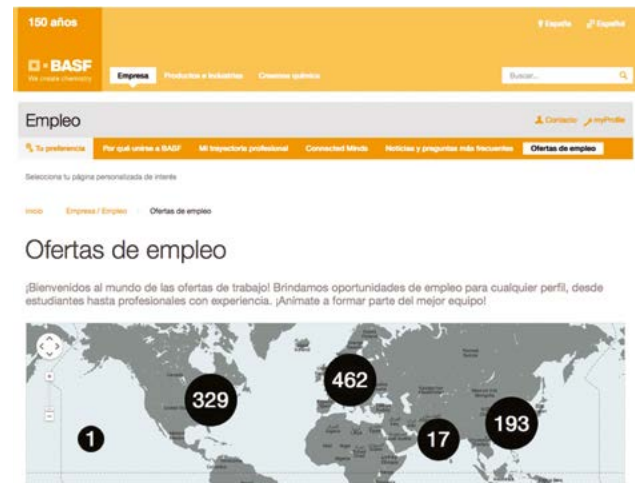 150 años
España
Español
BASF
We create chemistry
Empresa
Productos e Industrias
Creamos química
Buscar...
Empleo
Contacto
myProfile
Tu preferencia
Por qué unirse a BASF
Mi trayectoria profesional
Connected Minds
Noticias y preguntas más frecuentes
Ofertas de empleo
Selecciona tu página personalizada de interés
Inicio
Empresa / Empleo
Ofertas de empleo
Ofertas de empleo
¡Bienvenidos al mundo de las ofertas de trabajo! Brindamos oportunidades de empleo para cualquier perfil, desde
estudiantes hasta profesionales con experiencia. ¡Anímate a formar parte del mejor equipo!
462
329
193
17
1